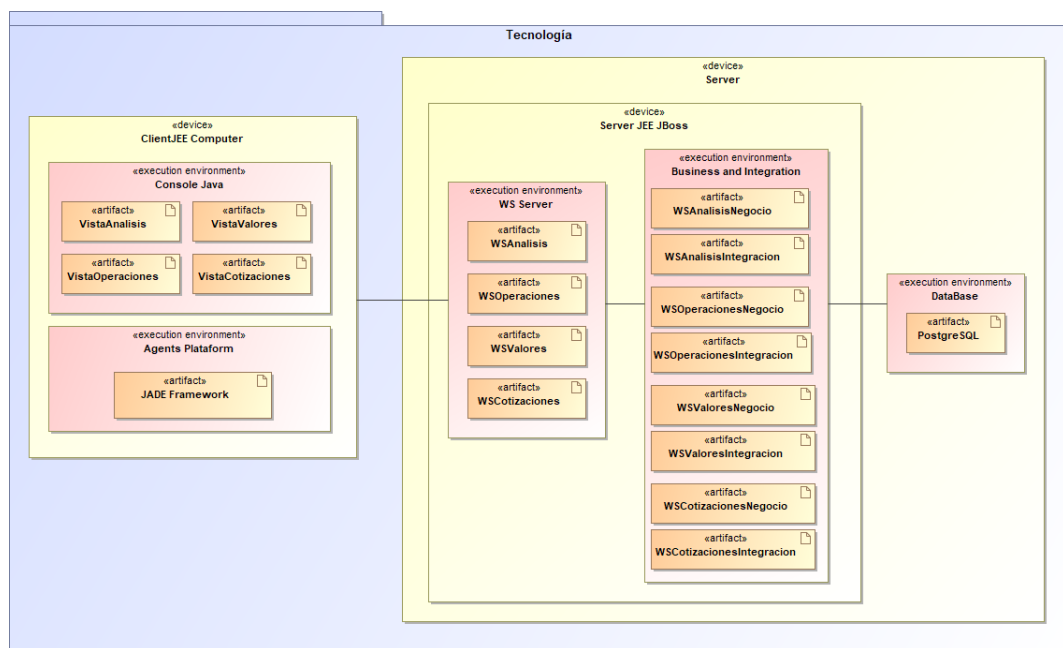 Tecnología
«device»
Server
«device»
Server JEE JBoss
«device»
ClientJEE Computer
«execution environment»
Console Java
«artifact»
VistaAnalisis
«artifact»
VistaValores
«artifact»
VistaOperaciones
«artifact»
VistaCotizaciones
«execution environment»
Agents Plataform
«artifact»
JADE Framework
«execution environment»
WS Server
«artifact»
WSAnalisis
«artifact»
WSOperaciones
«artifact»
WSValores
«artifact»
WSCotizaciones
«execution environment»
Business and Integration
«artifact»
WSAnalisisNegocio
«artifact»
WSAnalisisIntegracion
«artifact»
WSOperacionesNegocio
«artifact»
WSOperacionesIntegracion
«artifact»
WSValoresNegocio
«artifact»
WSValoresIntegracion
«artifact»
WSCotizacionesNegocio
«artifact»
WSCotizacionesIntegracion
«execution environment»
DataBase
«artifact»
PostgreSQL